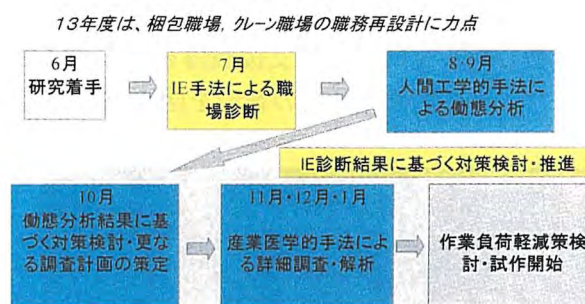 13年度は、梱包職場，クレーン職場の職務再設計に力点
6月
研究着手
7月
IE手法による職
場診断
8・9月
人間工学的手法に
よる働態分析
IE診断結果に基づく対策検討・推進
10月
働態分析結果に基
づく対策検討・更な
る調査計画の策定
11月・12月・1月
産業医学的手法によ
る詳細調査・解析
作業負荷軽減策検
討・試作開始